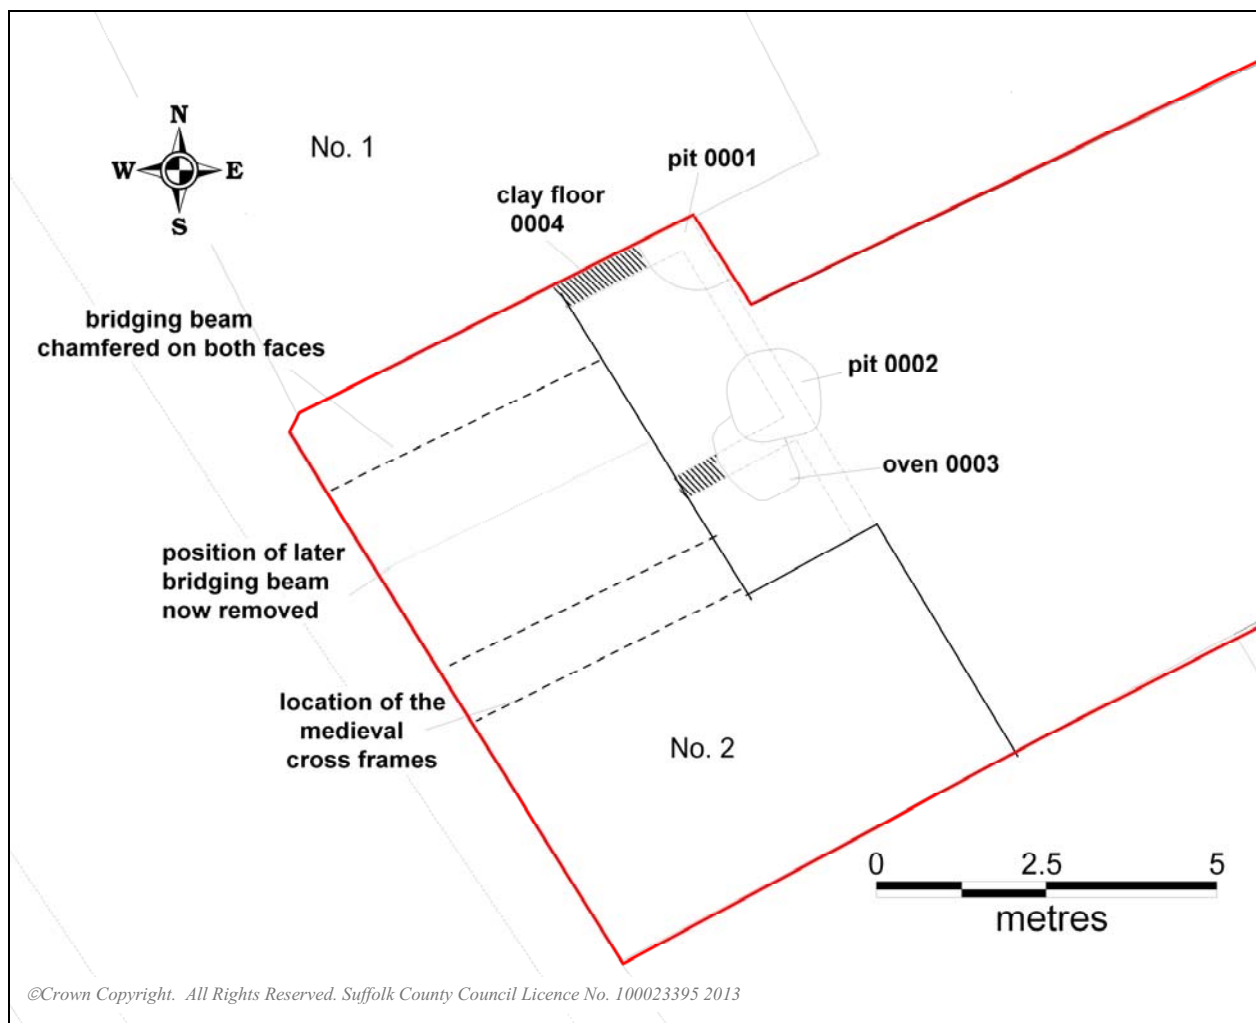 N
W E
S
No. 1
pit 0001
clay floor
0004
bridging beam
chamfered on both faces
pit 0002
oven 0003
position of later
bridging beam
now removed
location of the
medieval
cross frames
No. 2
0 2.5 5
metres
©Crown Copyright. All Rights Reserved. Suffolk County Council Licence No. 100023395 2013